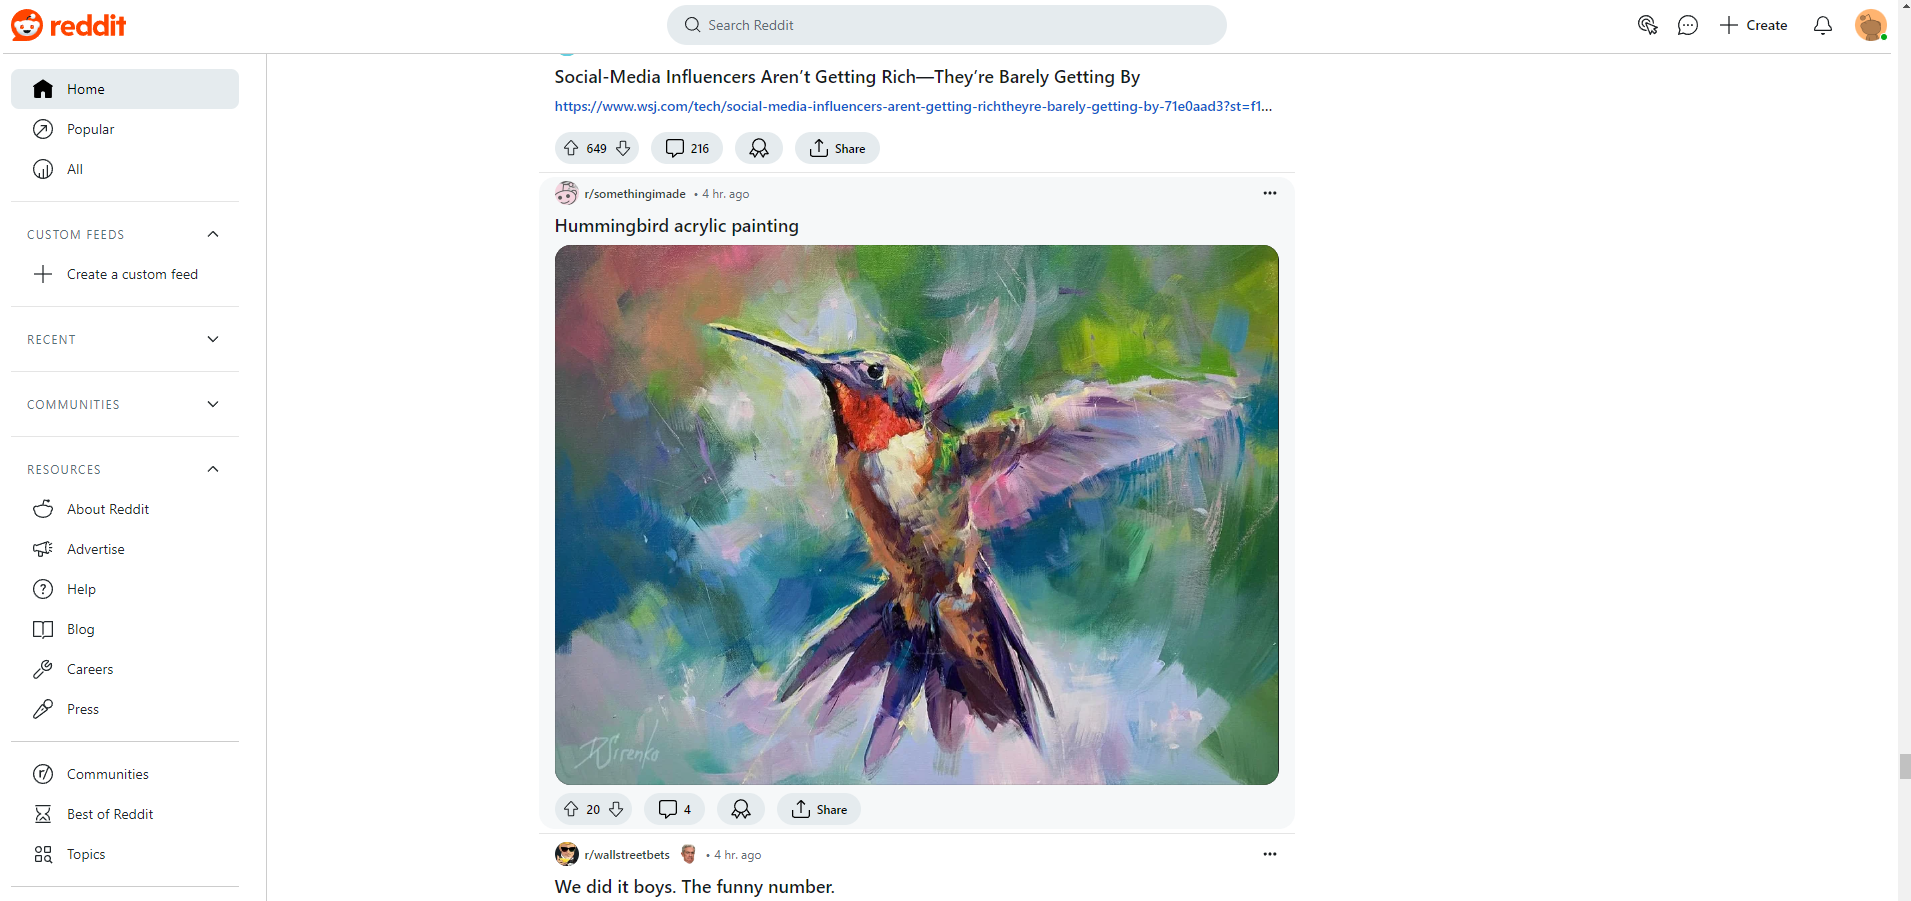 reddit
Search Reddit
Create
Home
Popular
All
CUSTOM FEEDS
Create a custom feed
RECENT
COMMUNITIES
RESOURCES
About Reddit
Advertise
Help
Blog
Careers
Press
Communities
Best of Reddit
Topics
Social-Media Influencers Aren’t Getting Rich—They’re Barely Getting By
https://www.wsj.com/tech/social-media-influencers-arent-getting-richtheyre-barely-getting-by-71e0aad3?st=f1...
649 216 Share
r/somethingimade • 4 hr. ago
Hummingbird acrylic painting
Sirenko
20 4 Share
r/wallstreetbets • 4 hr. ago
We did it boys. The funny number.